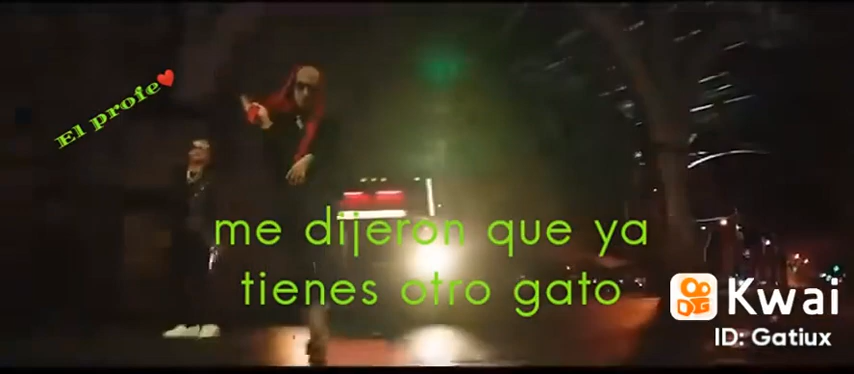 El profe❤
me dijeron que ya
tienes otro gato
Kwai
ID: Gatiux